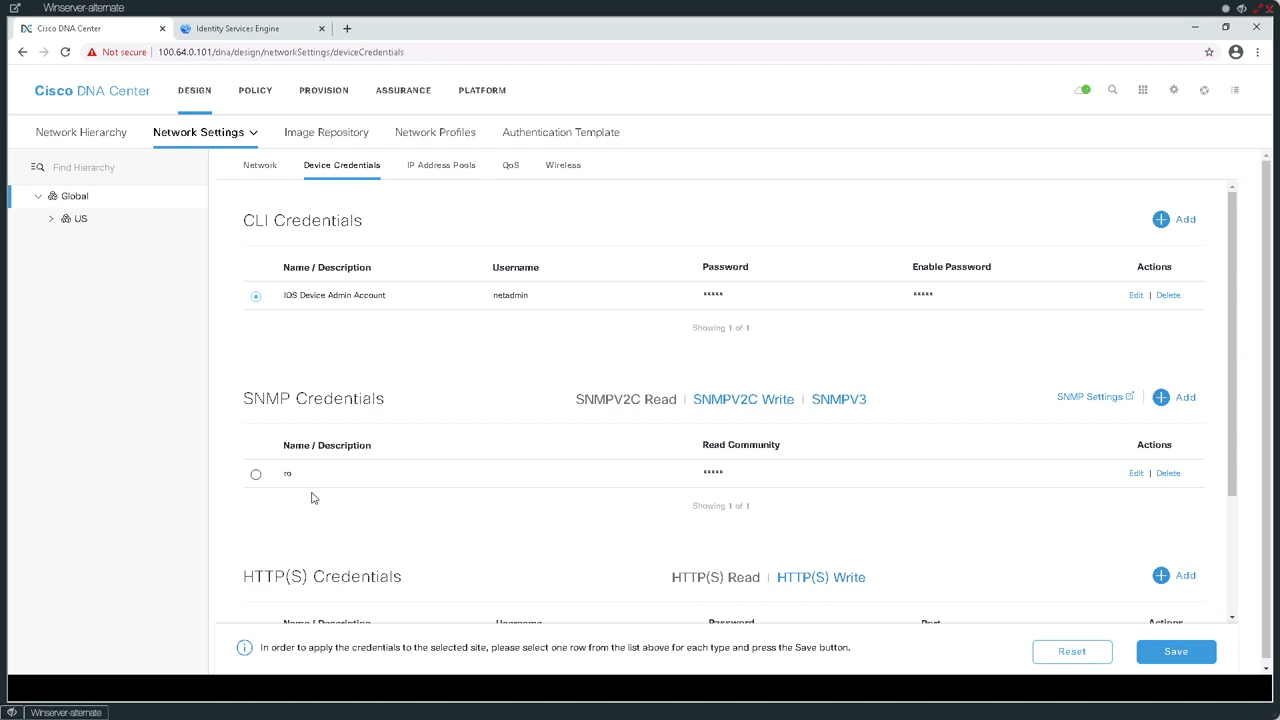 Winserver-alternate
Cisco DNA Center
Identity Services Engine
Not secure | 100.64.0.101/dna/design/networkSettings/deviceCredentials
Cisco DNA Center DESIGN POLICY PROVISION ASSURANCE PLATFORM
Network Hierarchy Network Settings Image Repository Network Profiles Authentication Template
Find Hierarchy
Global
US
Network Device Credentials IP Address Pools QoS Wireless
CLI Credentials Add
Name / Description Username Password Enable Password Actions
IOS Device Admin Account netadmin ***** ***** Edit | Delete
Showing 1 of 1
SNMP Credentials SNMPV2C Read | SNMPV2C Write | SNMPV3 SNMP Settings Add
Name / Description Read Community Actions
ro ***** Edit | Delete
Showing 1 of 1
HTTP(S) Credentials HTTP(S) Read | HTTP(S) Write Add
Name / Description Username Password Port Actions
In order to apply the credentials to the selected site, please select one row from the list above for each type and press the Save button.
Reset Save
Winserver-alternate